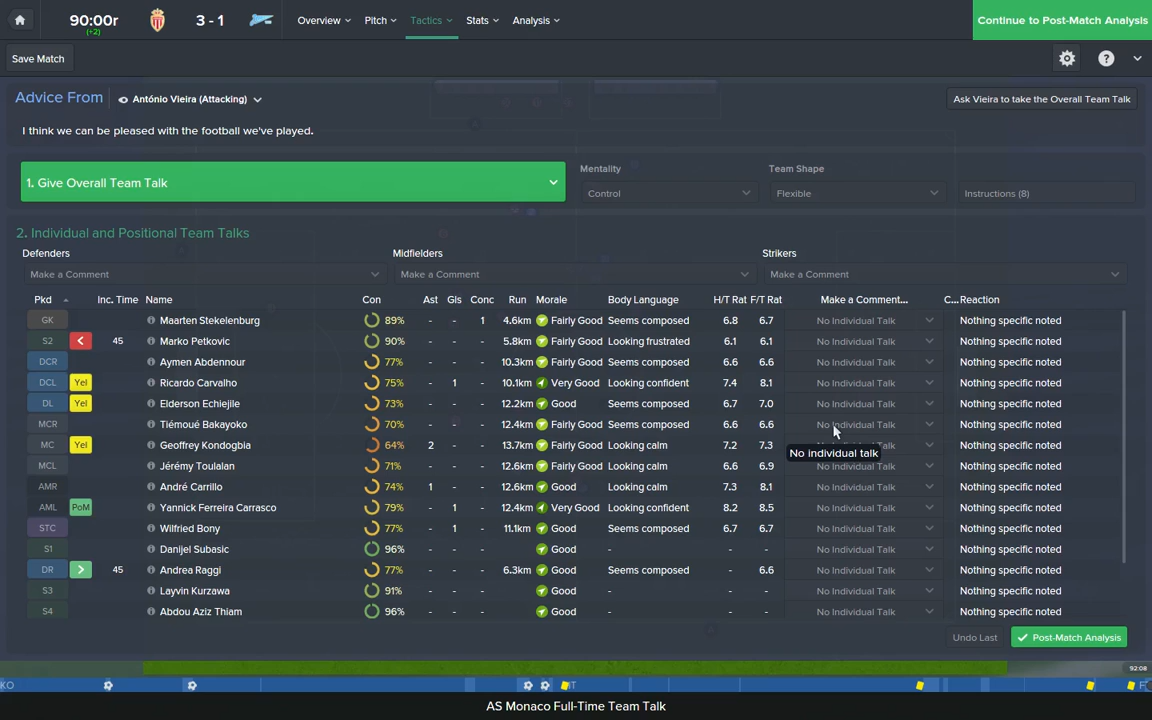 90:00r
(+2)
3 - 1
Overview
Pitch
Tactics
Stats
Analysis
Continue to Post-Match Analysis
Save Match
Advice From
António Vieira (Attacking)
Ask Vieira to take the Overall Team Talk
I think we can be pleased with the football we've played.
1. Give Overall Team Talk
Mentality
Control
Team Shape
Flexible
Instructions (8)
2. Individual and Positional Team Talks
Defenders
Midfielders
Strikers
Make a Comment
Make a Comment
Make a Comment
Pkd Inc. Time Name Con Ast Gls Conc Run Morale Body Language H/T Rat F/T Rat Make a Comment... C... Reaction
GK Maarten Stekelenburg 89% - - 1 4.6km Fairly Good Seems composed 6.8 6.7 No Individual Talk Nothing specific noted
S2 45 Marko Petkovic 90% - - - 5.8km Fairly Good Looking frustrated 6.1 6.1 No Individual Talk Nothing specific noted
DCR Aymen Abdennour 77% - - - 10.3km Fairly Good Seems composed 6.6 6.6 No Individual Talk Nothing specific noted
DCL Yel Ricardo Carvalho 75% - 1 - 10.1km Very Good Looking confident 7.4 8.1 No Individual Talk Nothing specific noted
DL Yel Elderson Echiejile 73% - - - 12.2km Good Seems composed 6.7 7.0 No Individual Talk Nothing specific noted
MCR Tiémoué Bakayoko 70% - - - 12.4km Fairly Good Seems composed 6.6 6.6 No Individual Talk Nothing specific noted
MC Yel Geoffrey Kondogbia 64% 2 - - 13.7km Fairly Good Looking calm 7.2 7.3 Talk Nothing specific noted
No individual talk
MCL Jérémy Toulalan 71% - - - 12.6km Fairly Good Looking calm 6.6 6.9 No Individual Talk Nothing specific noted
AMR André Carrillo 74% 1 - - 12.6km Good Looking calm 7.3 8.1 No Individual Talk Nothing specific noted
AML PoM Yannick Ferreira Carrasco 79% - 1 - 12.4km Very Good Looking confident 8.2 8.5 No Individual Talk Nothing specific noted
STC Wilfried Bony 77% - 1 - 11.1km Good Seems composed 6.7 6.7 No Individual Talk Nothing specific noted
S1 Danijel Subasic 96% - - - Good - - - No Individual Talk Nothing specific noted
DR 45 Andrea Raggi 77% - - - 6.3km Good Seems composed - 6.6 No Individual Talk Nothing specific noted
S3 Layvin Kurzawa 91% - - - Good - - - No Individual Talk Nothing specific noted
S4 Abdou Aziz Thiam 96% - - - Good - - - No Individual Talk Nothing specific noted
Undo Last
Post-Match Analysis
92:08
KO
AS Monaco Full-Time Team Talk